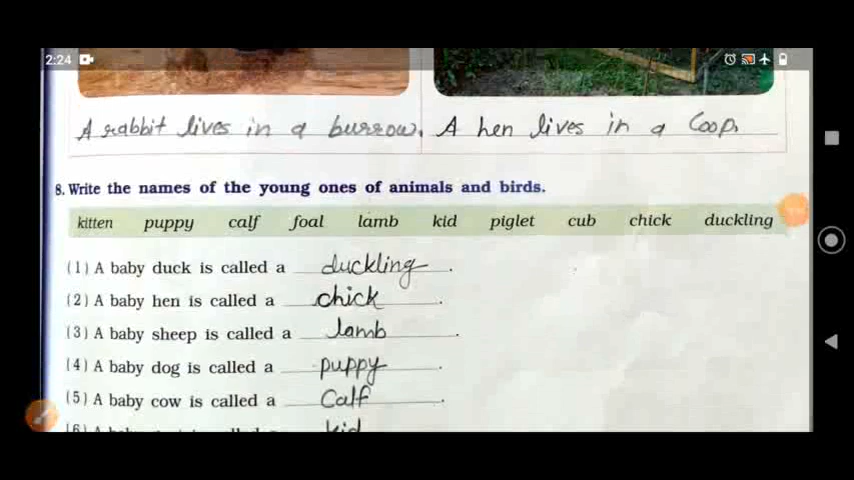 2:24
A rabbit lives in a burrow. A hen lives in a Coop.
8. Write the names of the young ones of animals and birds.
kitten puppy calf foal lamb kid piglet cub chick duckling
(1) A baby duck is called a duckling.
(2) A baby hen is called a chick.
(3) A baby sheep is called a lamb.
(4) A baby dog is called a puppy.
(5) A baby cow is called a Calf.
(6) A kid